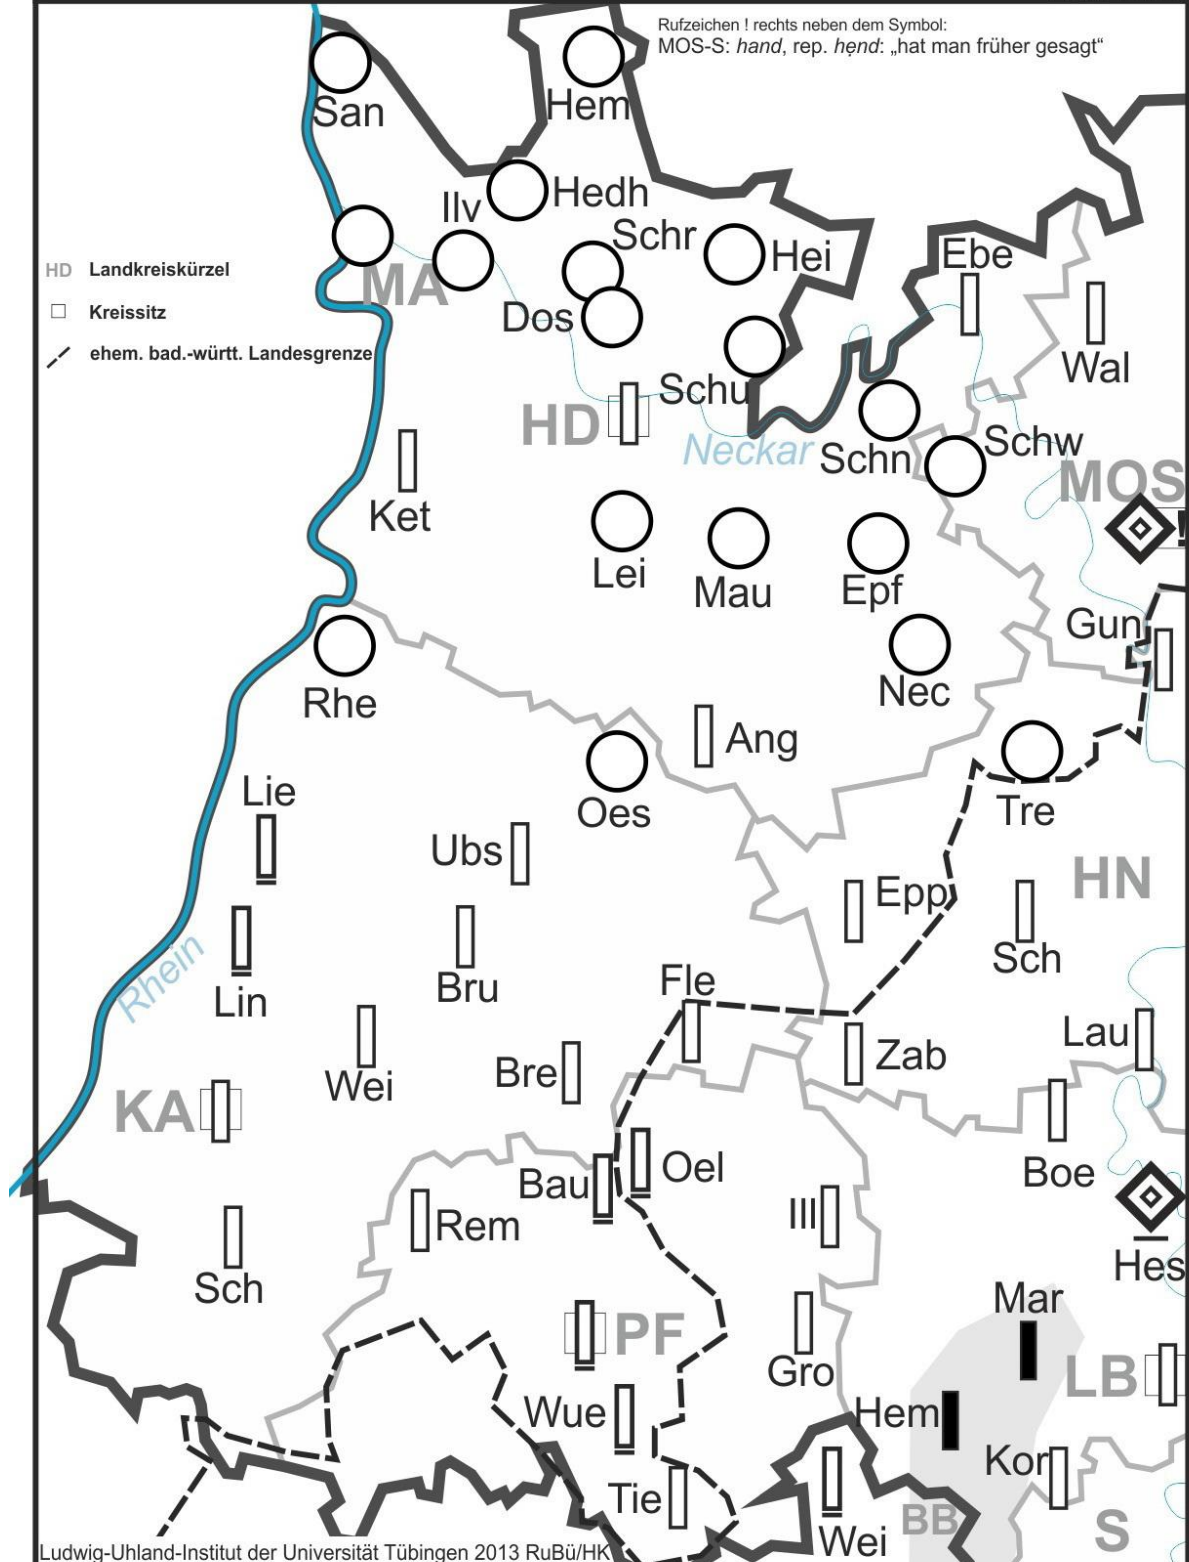 Rufzeichen ! rechts neben dem Symbol:
MOS-S: hand, rep. hẹnd: „hat man früher gesagt“
San
Hem
Hedh
Ilv
Schr
Hei
Ebe
HD Landkreiskürzel
MA
Dos
Kreissitz
ehem. bad.-württ. Landesgrenze
Wal
Schu
HD
Neckar
Schn
Schw
MOS
Ket
!
Lei
Mau
Epf
Gun
Rhe
Nec
Ang
Lie
Oes
Tre
Ubs
Epp
HN
Rhein
Lin
Bru
Fle
Sch
Lau
Wei
Bre
Zab
KA
Bau
Oel
Boe
Rem
Ill
Sch
Hes
Mar
PF
Gro
LB
Wue
Hem
Kor
Tie
BB
S
Wei
Ludwig-Uhland-Institut der Universität Tübingen 2013 RuBü/HK